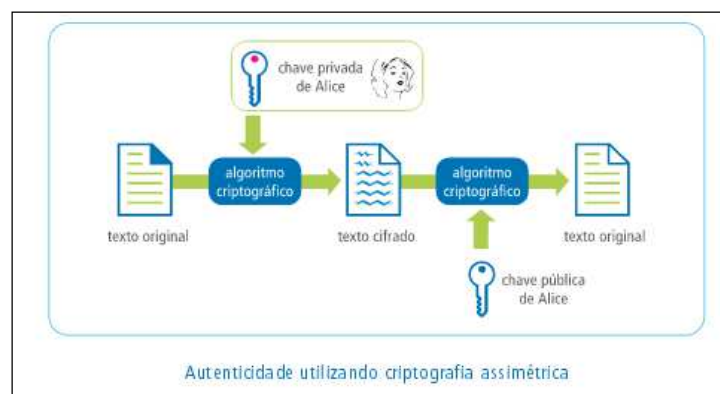 chave privada
de Alice
algoritmo
criptográfico
algoritmo
criptográfico
texto original
texto cifrado
texto original
chave pública
de Alice
Autenticidade utilizando criptografia assimétrica